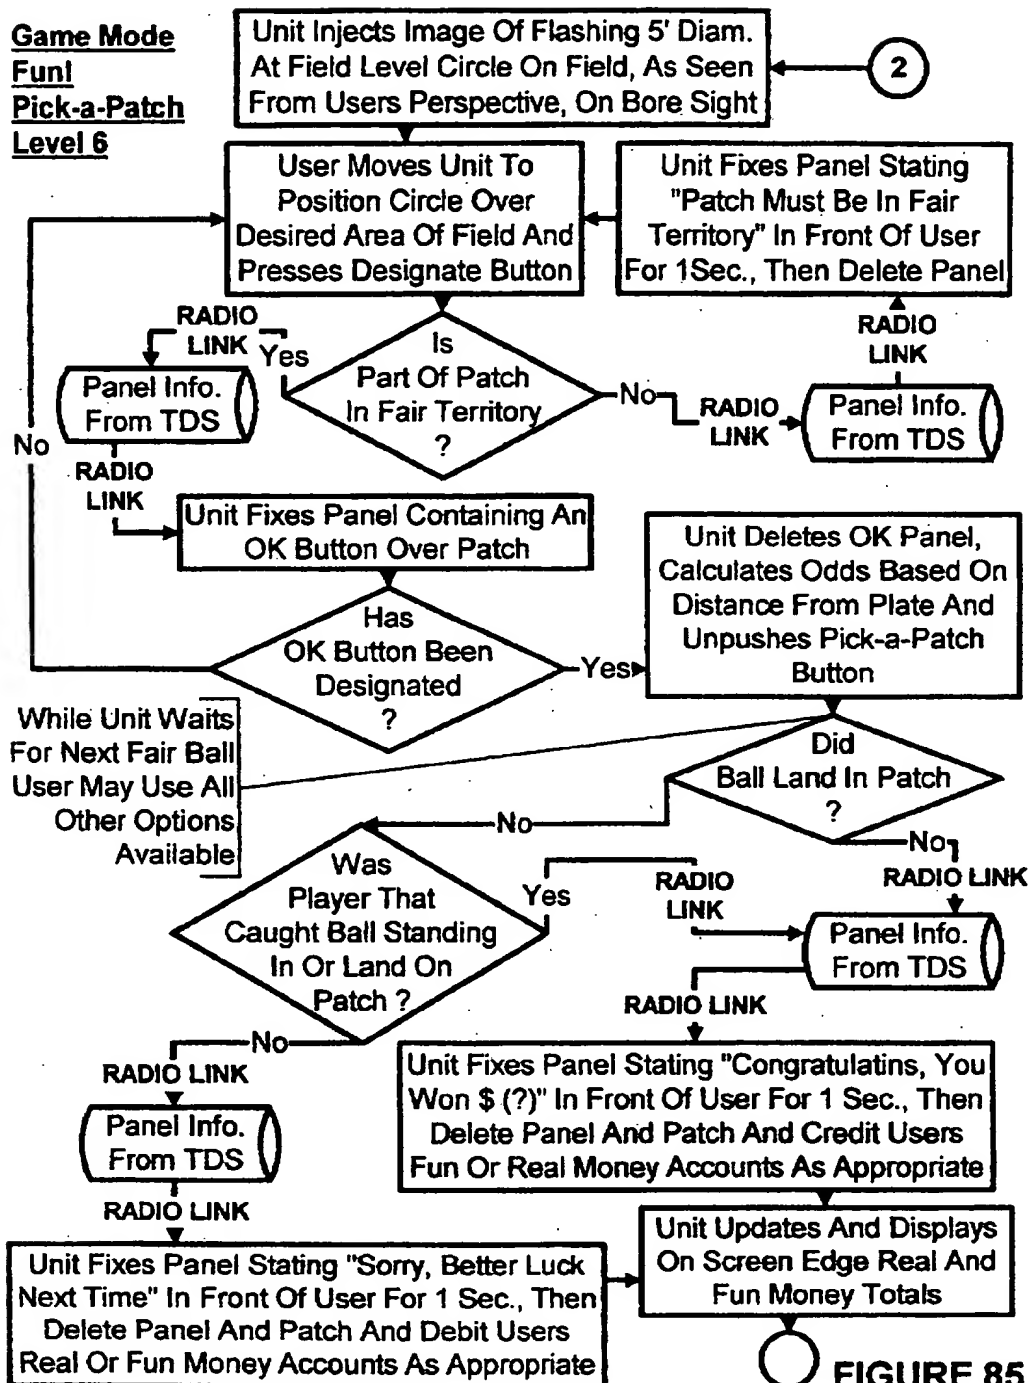 Game Mode
Fun!
Pick-a-Patch
Level 6
Unit Injects Image Of Flashing 5' Diam.
At Field Level Circle On Field, As Seen
From Users Perspective, On Bore Sight
2
User Moves Unit To
Position Circle Over
Desired Area Of Field And
Presses Designate Button
Unit Fixes Panel Stating
"Patch Must Be In Fair
Territory" In Front Of User
For 1Sec., Then Delete Panel
RADIO
LINK
Yes
Is
Part Of Patch
In Fair Territory
?
No
RADIO
LINK
RADIO
LINK
Panel Info.
From TDS
Panel Info.
From TDS
No
RADIO
LINK
Unit Fixes Panel Containing An
OK Button Over Patch
Unit Deletes OK Panel,
Calculates Odds Based On
Distance From Plate And
Unpushes Pick-a-Patch
Button
Has
OK Button Been
Designated
?
Yes
While Unit Waits
For Next Fair Ball
User May Use All
Other Options
Available
Did
Ball Land In Patch
?
No
No
RADIO LINK
Was
Player That
Caught Ball Standing
In Or Land On
Patch ?
Yes
RADIO
LINK
Panel Info.
From TDS
RADIO LINK
No
RADIO LINK
Panel Info.
From TDS
RADIO LINK
Unit Fixes Panel Stating "Congratulatins, You
Won $ (?)" In Front Of User For 1 Sec., Then
Delete Panel And Patch And Credit Users
Fun Or Real Money Accounts As Appropriate
Unit Fixes Panel Stating "Sorry, Better Luck
Next Time" In Front Of User For 1 Sec., Then
Delete Panel And Patch And Debit Users
Real Or Fun Money Accounts As Appropriate
Unit Updates And Displays
On Screen Edge Real And
Fun Money Totals
FIGURE 85